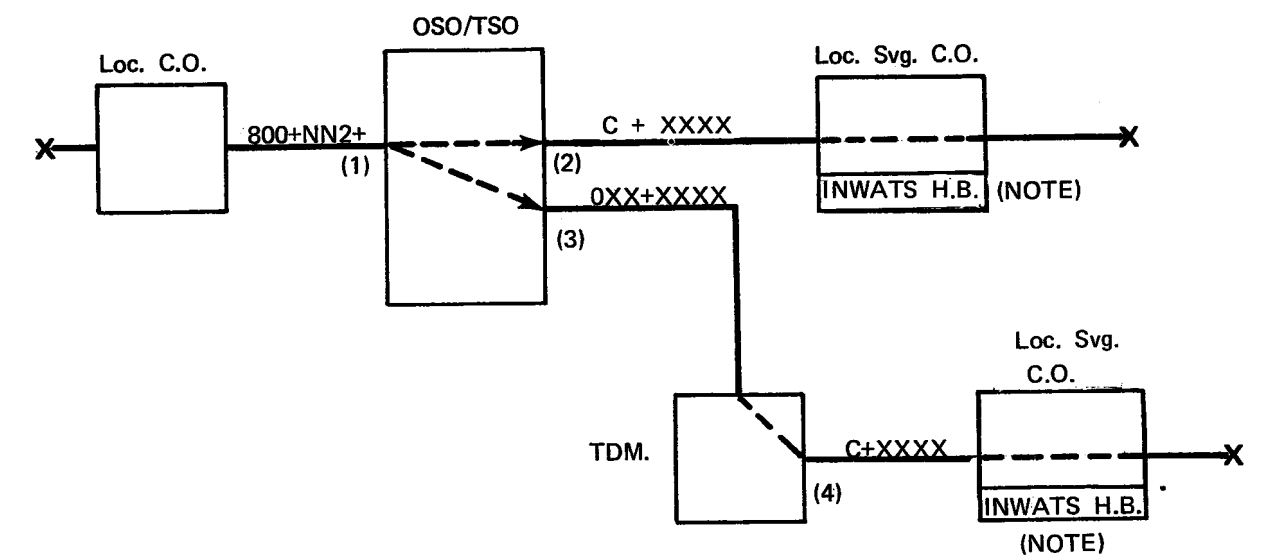 OSO/TSO
Loc. C.O.
Loc. Svg. C.O.
X
800+NN2+
(1)
(2)
C + XXXX
X
INWATS H.B. (NOTE)
0XX+XXXX
(3)
Loc. Svg.
C.O.
TDM.
C+XXXX
X
(4)
INWATS H.B.
(NOTE)